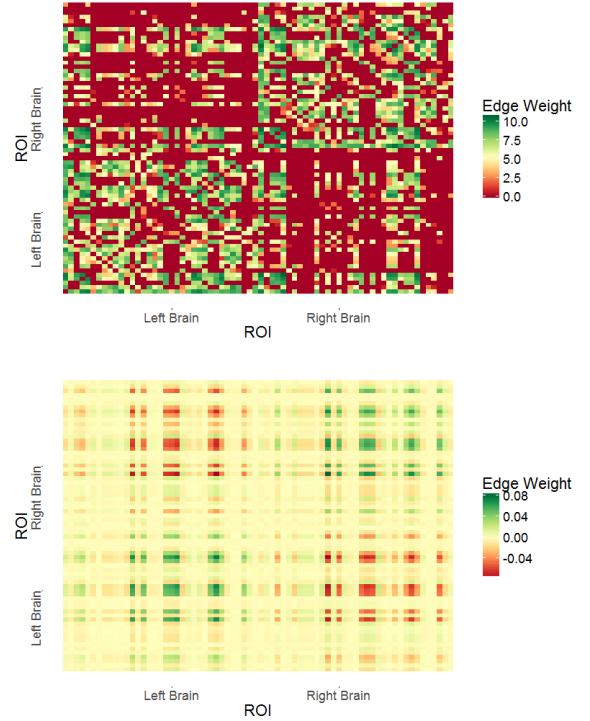 Edge Weight
10.0
7.5
5.0
2.5
0.0
ROI
Right Brain
Left Brain
Left Brain
Right Brain
ROI
Edge Weight
0.08
0.04
0.00
-0.04
ROI
Right Brain
Left Brain
Left Brain
Right Brain
ROI